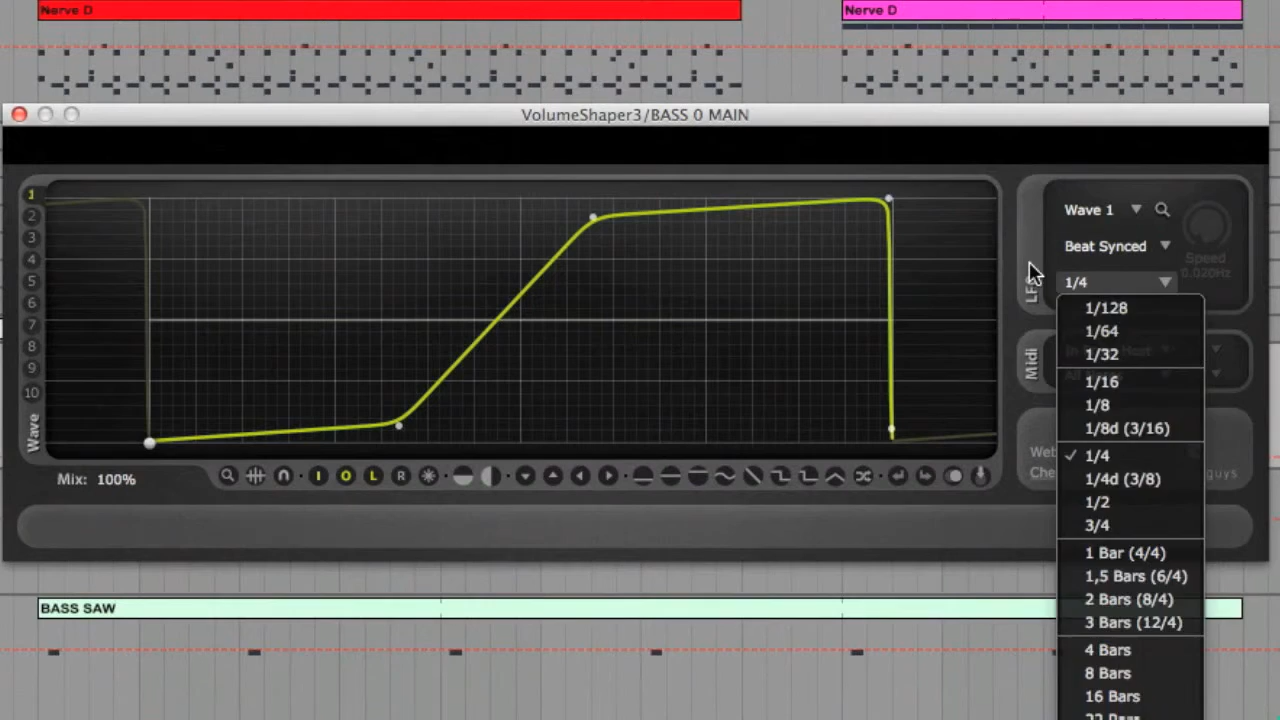 Nerve D
Nerve D
VolumeShaper3/BASS 0 MAIN
1
2
3
4
5
6
7
8
9
10
Wave
Mix: 100%
I O L R
Wave 1
Beat Synced
Speed
0.020Hz
1/4
Midi
1/128
1/64
1/32
1/16
1/8
1/8d (3/16)
1/4
1/4d (3/8)
1/2
3/4
1 Bar (4/4)
1,5 Bars (6/4)
2 Bars (8/4)
3 Bars (12/4)
4 Bars
8 Bars
16 Bars
BASS SAW